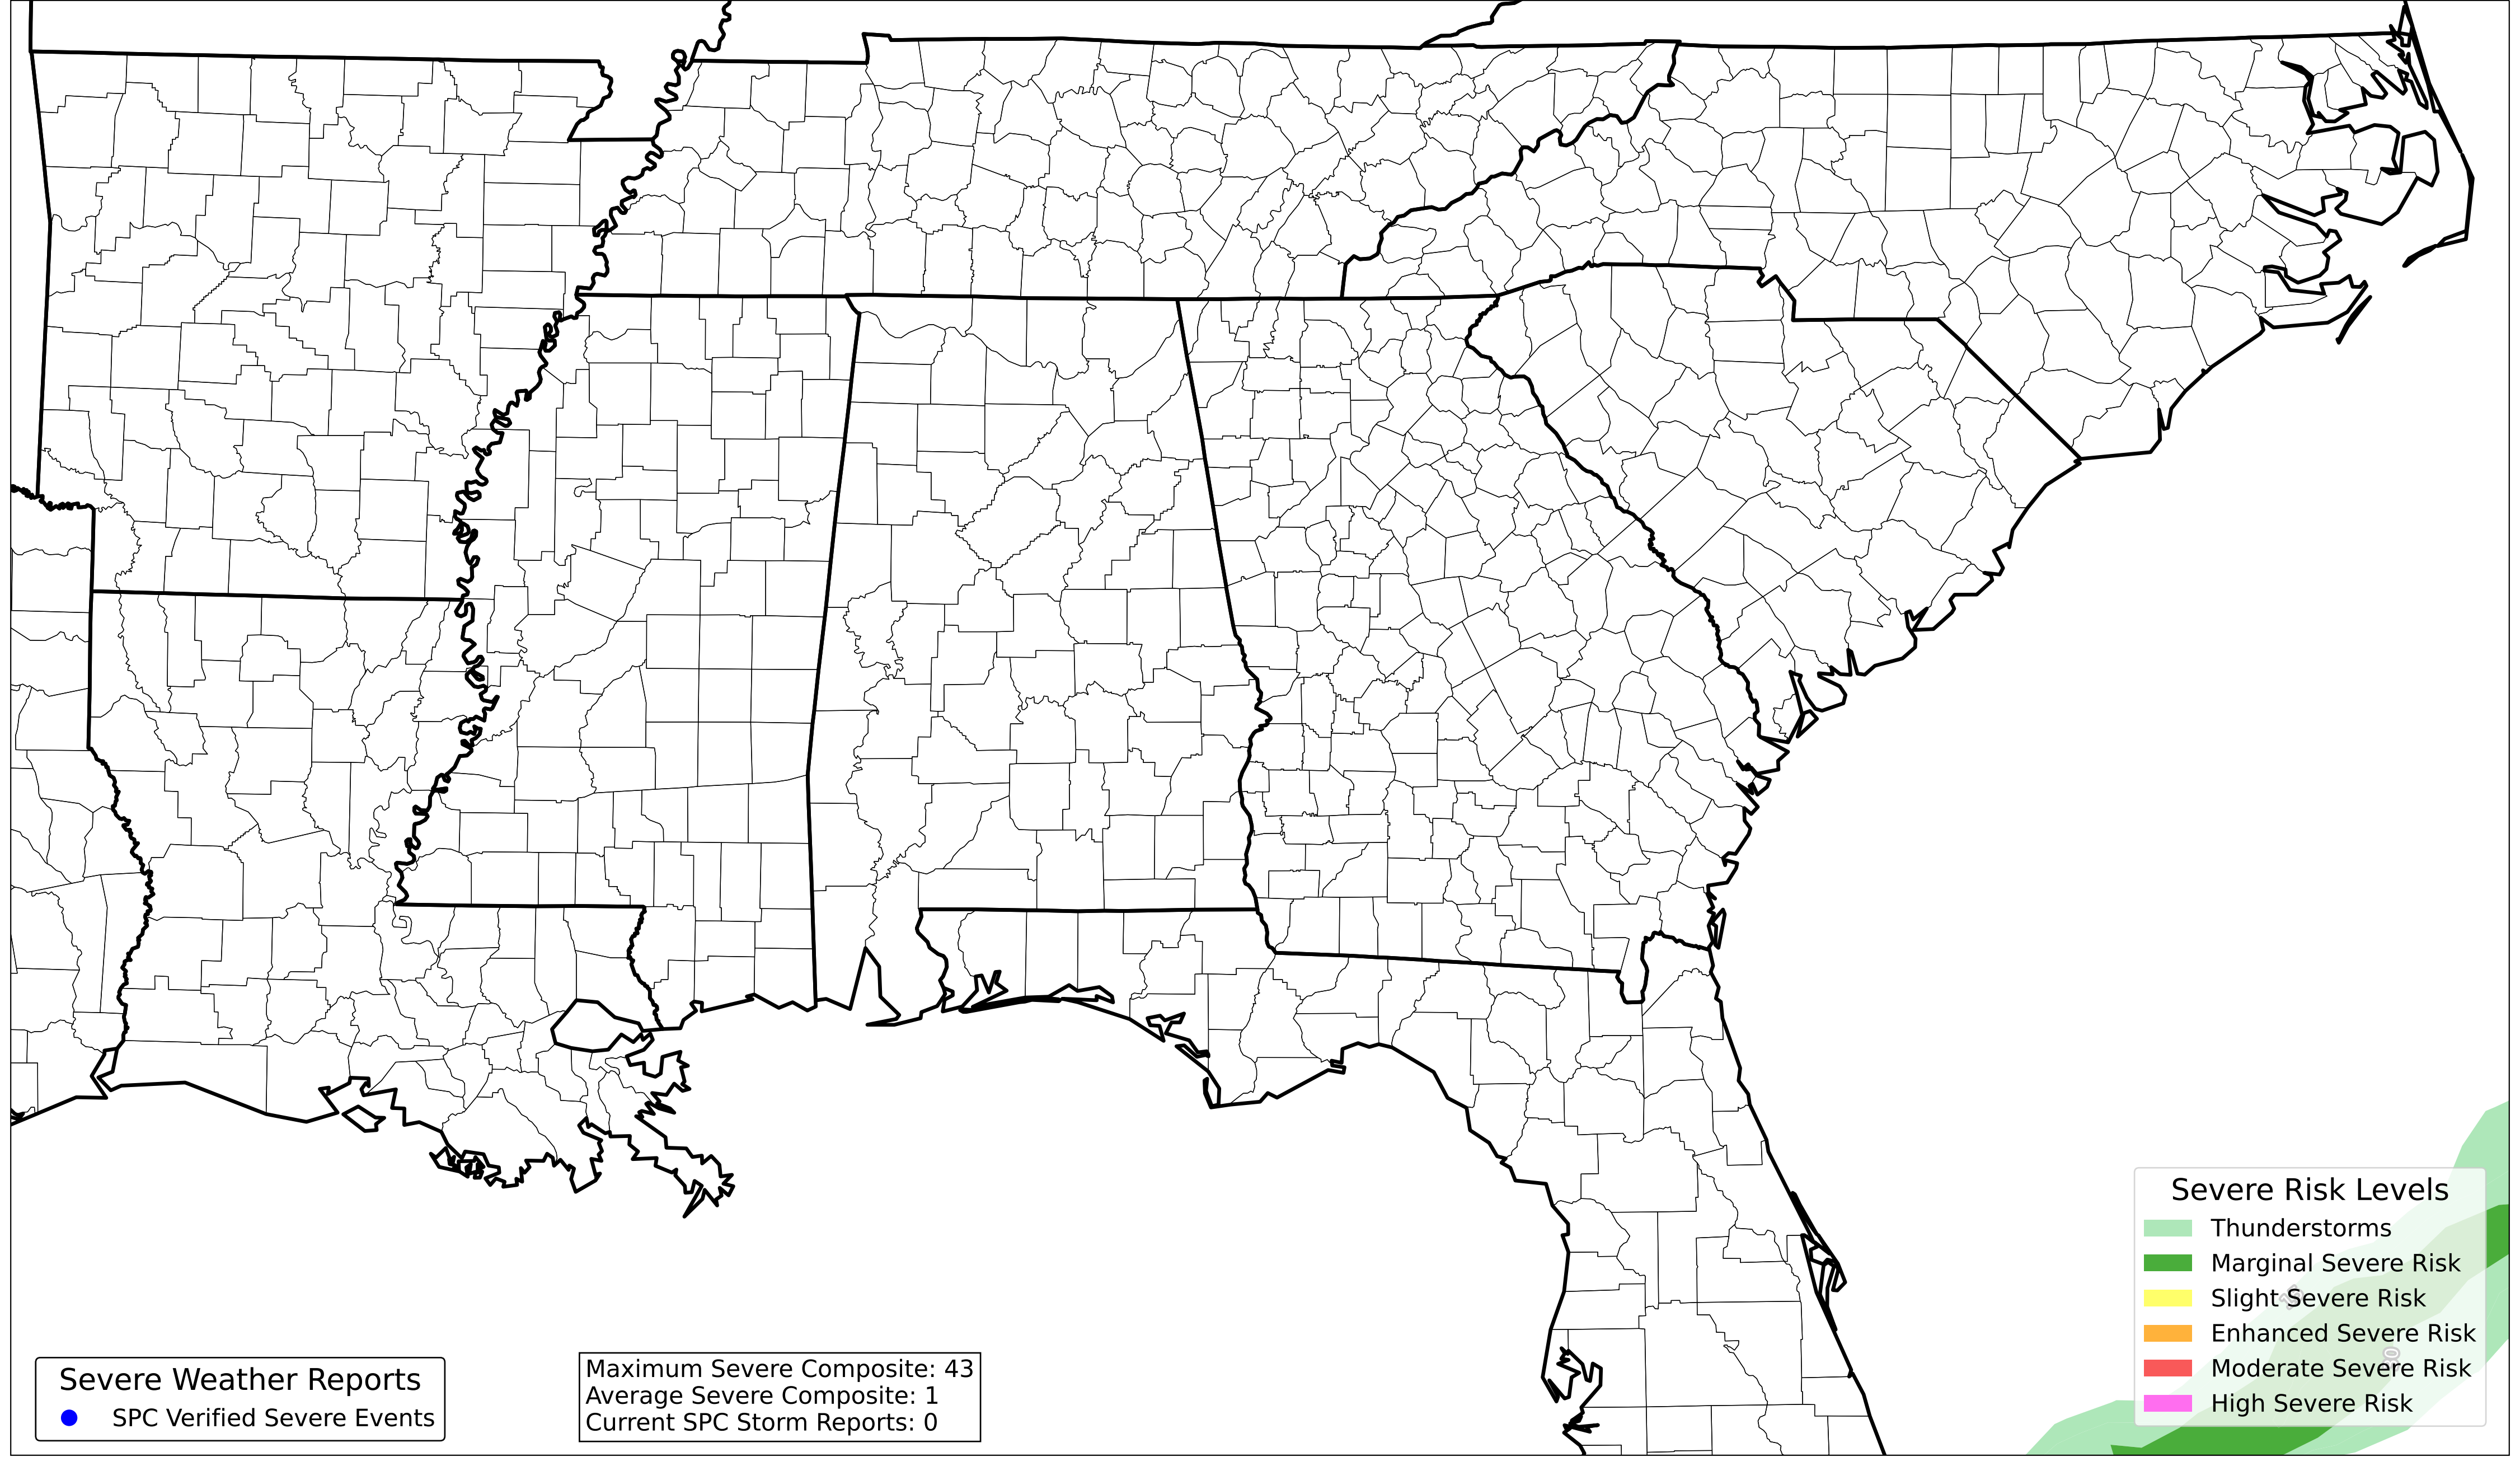 Severe Risk Levels
Thunderstorms
Marginal Severe Risk
Slight Severe Risk
Enhanced Severe Risk
Moderate Severe Risk
High Severe Risk
Severe Weather Reports
SPC Verified Severe Events
Maximum Severe Composite: 43
Average Severe Composite: 1
Current SPC Storm Reports: 0